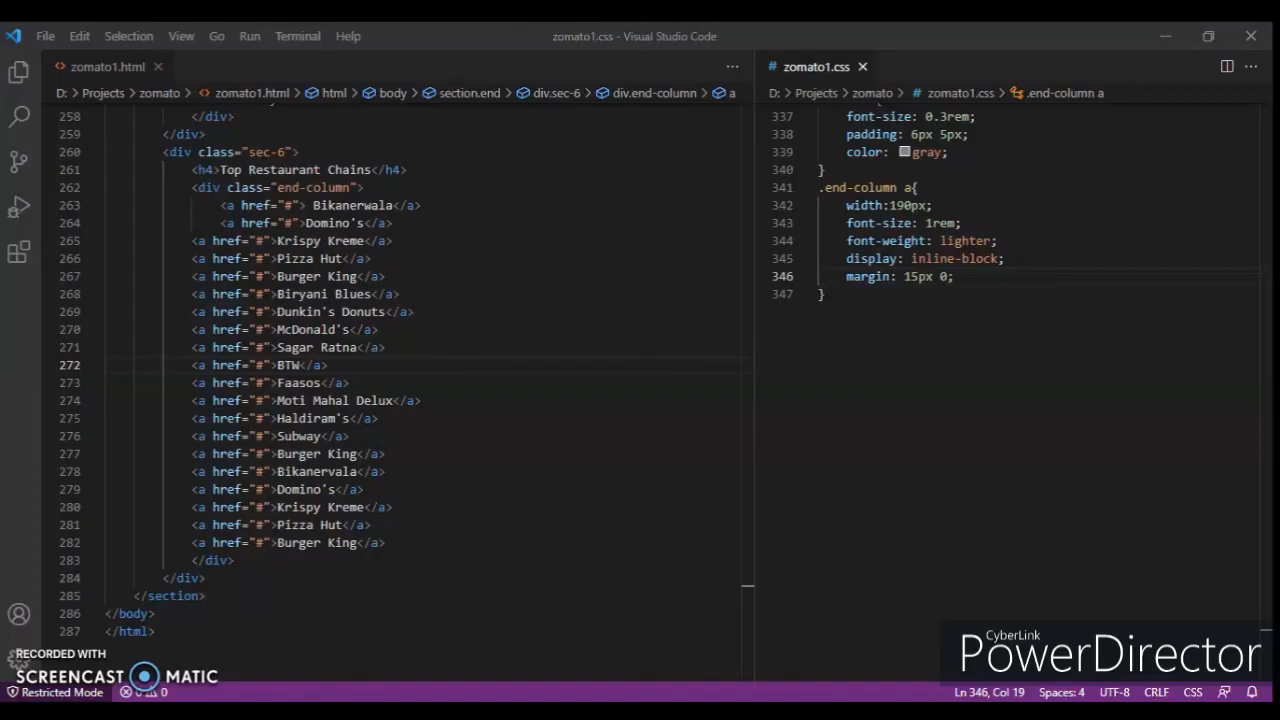 File Edit Selection View Go Run Terminal Help
zomato1.css - Visual Studio Code
zomato1.html
D: > Projects > zomato > zomato1.html > html > body > section.end > div.sec-6 > div.end-column > a
258 </div>
259 </div>
260 <div class="sec-6">
261 <h4>Top Restaurant Chains</h4>
262 <div class="end-column">
263 <a href="#"> Bikanerwala</a>
264 <a href="#">Domino's</a>
265 <a href="#">Krispy Kreme</a>
266 <a href="#">Pizza Hut</a>
267 <a href="#">Burger King</a>
268 <a href="#">Biryani Blues</a>
269 <a href="#">Dunkin's Donuts</a>
270 <a href="#">McDonald's</a>
271 <a href="#">Sagar Ratna</a>
272 <a href="#">BTW</a>
273 <a href="#">Faasos</a>
274 <a href="#">Moti Mahal Delux</a>
275 <a href="#">Haldiram's</a>
276 <a href="#">Subway</a>
277 <a href="#">Burger King</a>
278 <a href="#">Bikanervala</a>
279 <a href="#">Domino's</a>
280 <a href="#">Krispy Kreme</a>
281 <a href="#">Pizza Hut</a>
282 <a href="#">Burger King</a>
283 </div>
284 </div>
285 </section>
286 </body>
287 </html>
zomato1.css
D: > Projects > zomato > zomato1.css > .end-column a
337 font-size: 0.3rem;
338 padding: 6px 5px;
339 color: gray;
340 }
341 .end-column a{
342 width:190px;
343 font-size: 1rem;
344 font-weight: lighter;
345 display: inline-block;
346 margin: 15px 0;
347 }
CyberLink
PowerDirector
RECORDED WITH
SCREENCAST MATIC
Restricted Mode
Ln 346, Col 19 Spaces: 4 UTF-8 CRLF CSS